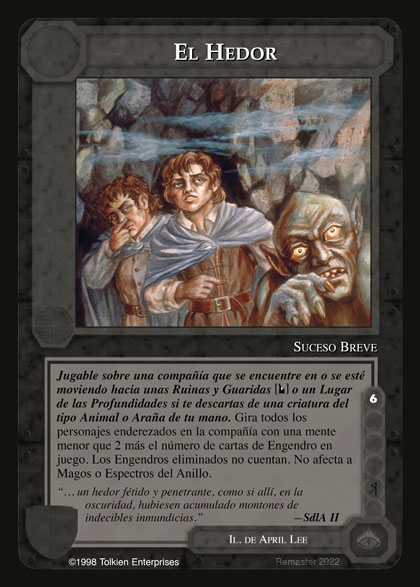 El Hedor
Suceso Breve
Jugable sobre una compañía que se encuentre en o se esté
moviendo hacia unas Ruinas y Guaridas [] o un Lugar
de las Profundidades si te descartas de una criatura del
tipo Animal o Araña de tu mano. Gira todos los
personajes enderezados en la compañía con una mente
menor que 2 más el número de cartas de Engendro en
juego. Los Engendros eliminados no cuentan. No afecta a
Magos o Espectros del Anillo.
6
“…un hedor fétido y penetrante, como si allí, en la
oscuridad, hubiesen acumulado montones de
indecibles inmundicias.” –SdlA II
Il. de April Lee
©1998 Tolkien Enterprises
Remaster 2022